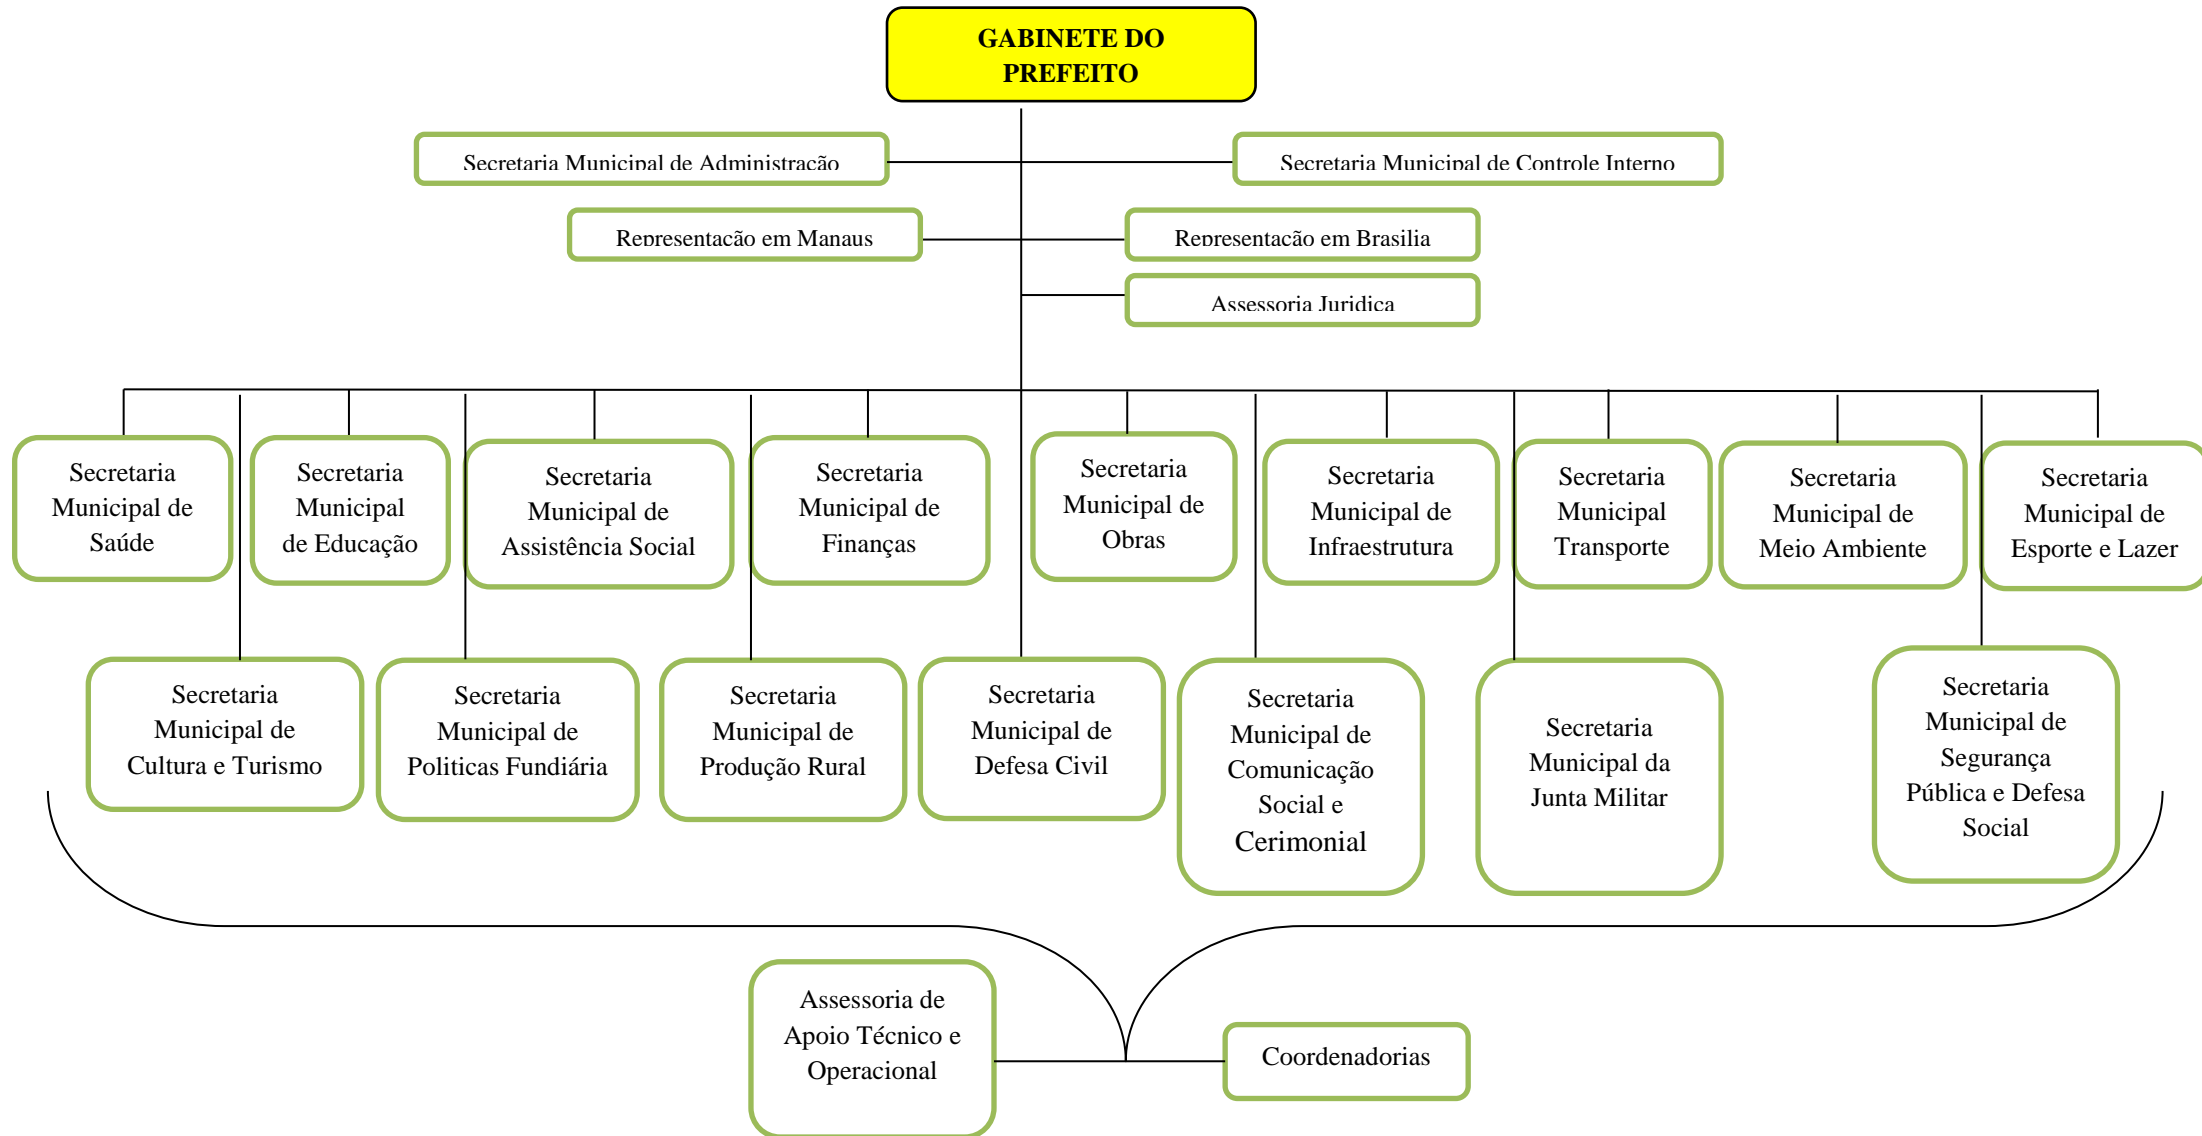 GABINETE DO
PREFEITO
Secretaria Municipal de Administração
Secretaria Municipal de Controle Interno
Representação em Manaus
Representação em Brasilia
Assessoria Juridica
Secretaria
Municipal de
Saúde
Secretaria
Municipal
de Educação
Secretaria
Municipal de
Assistência Social
Secretaria
Municipal de
Finanças
Secretaria
Municipal de
Obras
Secretaria
Municipal de
Infraestrutura
Secretaria
Municipal
Transporte
Secretaria
Municipal de
Meio Ambiente
Secretaria
Municipal de
Esporte e Lazer
Secretaria
Municipal de
Cultura e Turismo
Secretaria
Municipal de
Politicas Fundiária
Secretaria
Municipal de
Produção Rural
Secretaria
Municipal de
Defesa Civil
Secretaria
Municipal de
Comunicação
Social e
Cerimonial
Secretaria
Municipal da
Junta Militar
Secretaria
Municipal de
Segurança
Pública e Defesa
Social
Assessoria de
Apoio Técnico e
Operacional
Coordenadorias